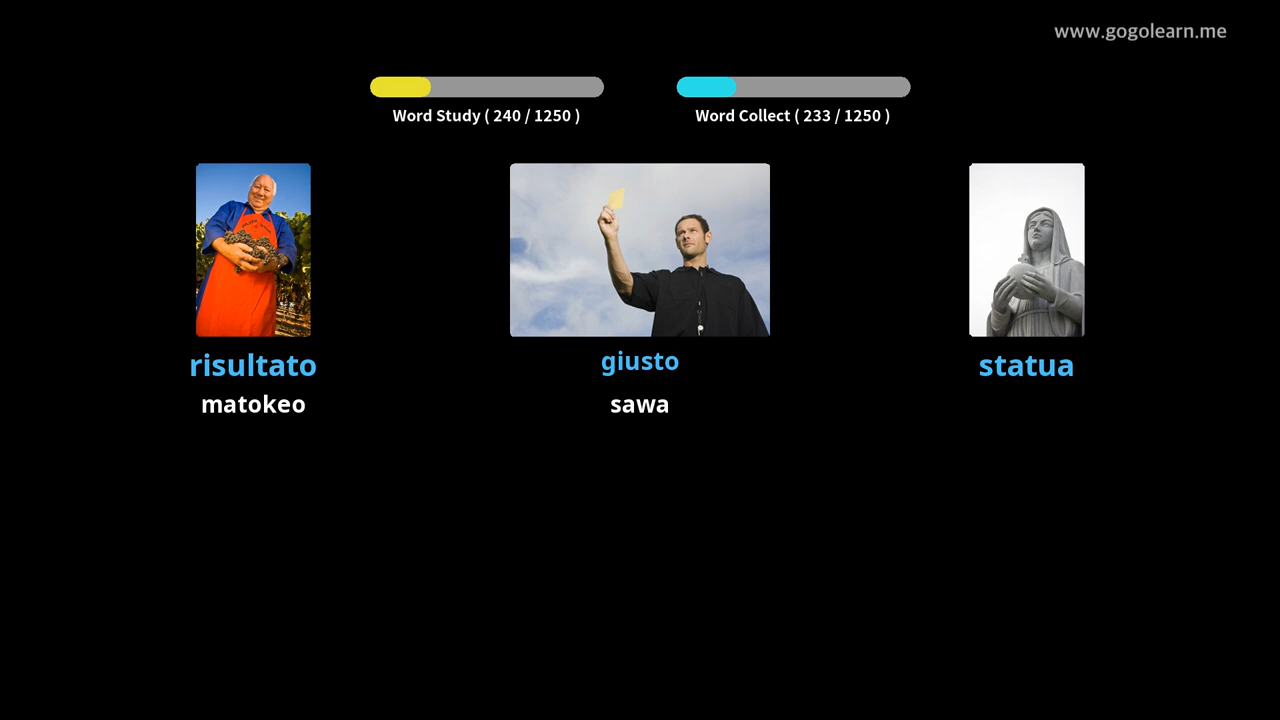 www.gogolearn.me
Word Study ( 240 / 1250 )
Word Collect ( 233 / 1250 )
risultato
giusto
statua
matokeo
sawa